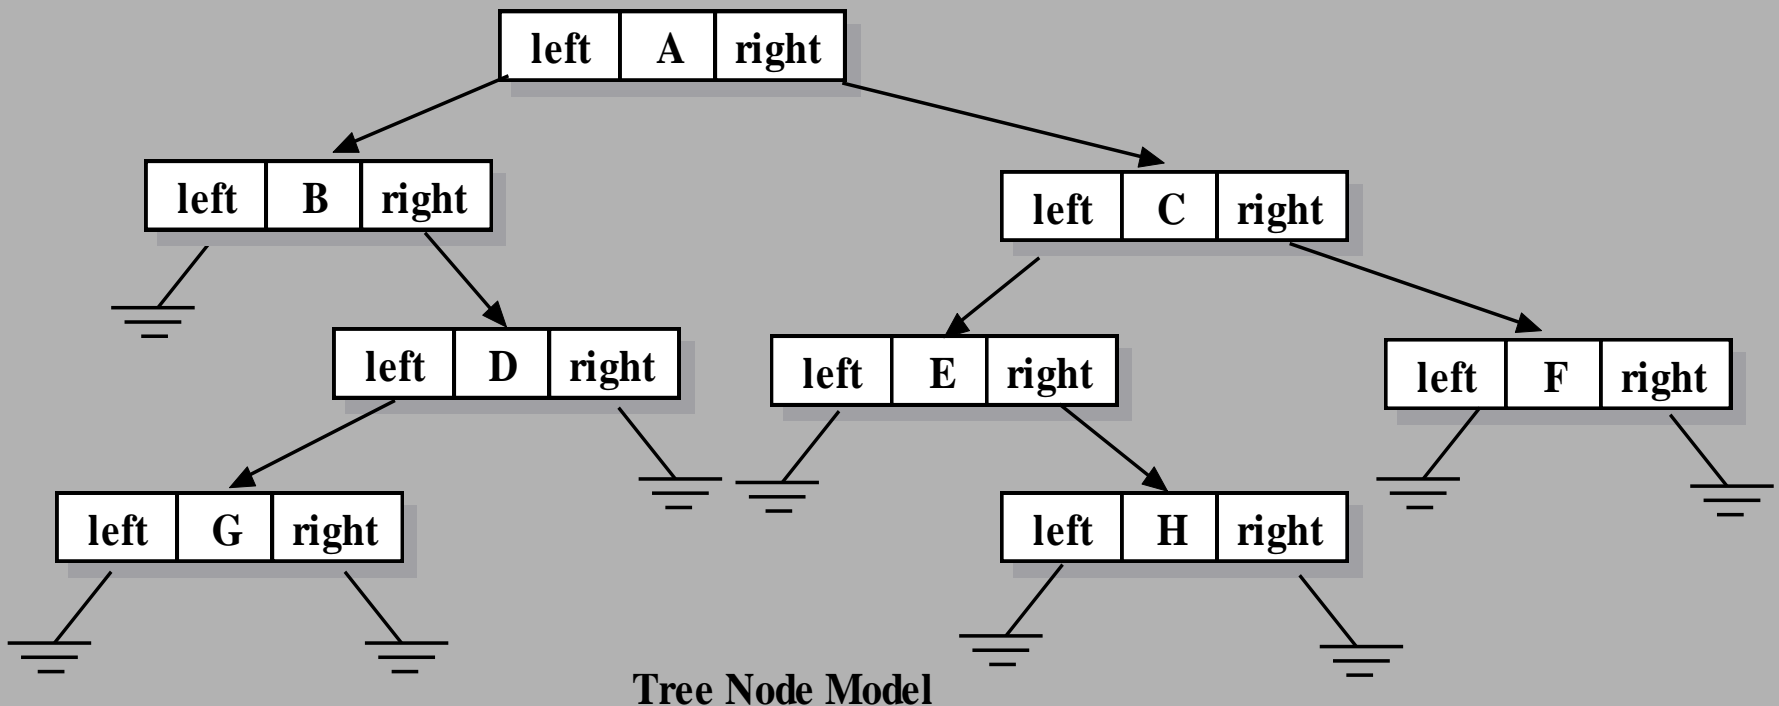 left A right
left B right
left C right
left D right
left E right
left F right
left G right
left H right
Tree Node Model